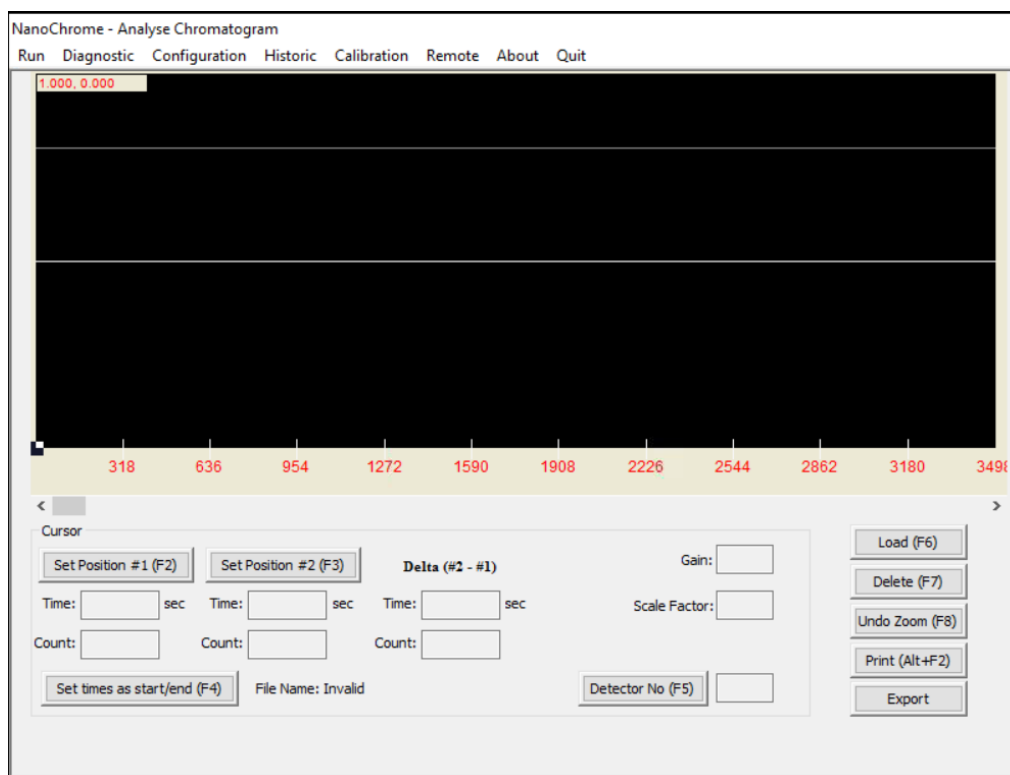 NanoChrome - Analyse Chromatogram
Run Diagnostic Configuration Historic Calibration Remote About Quit
1.000, 0.000
318 636 954 1272 1590 1908 2226 2544 2862 3180 3498
Cursor
Set Position #1 (F2) Set Position #2 (F3) Delta (#2 - #1) Gain: Load (F6)
Delete (F7)
Time: sec Time: sec Time: sec Scale Factor:
Undo Zoom (F8)
Count: Count: Count:
Print (Alt+F2)
Set times as start/end (F4) File Name: Invalid Detector No (F5) Export